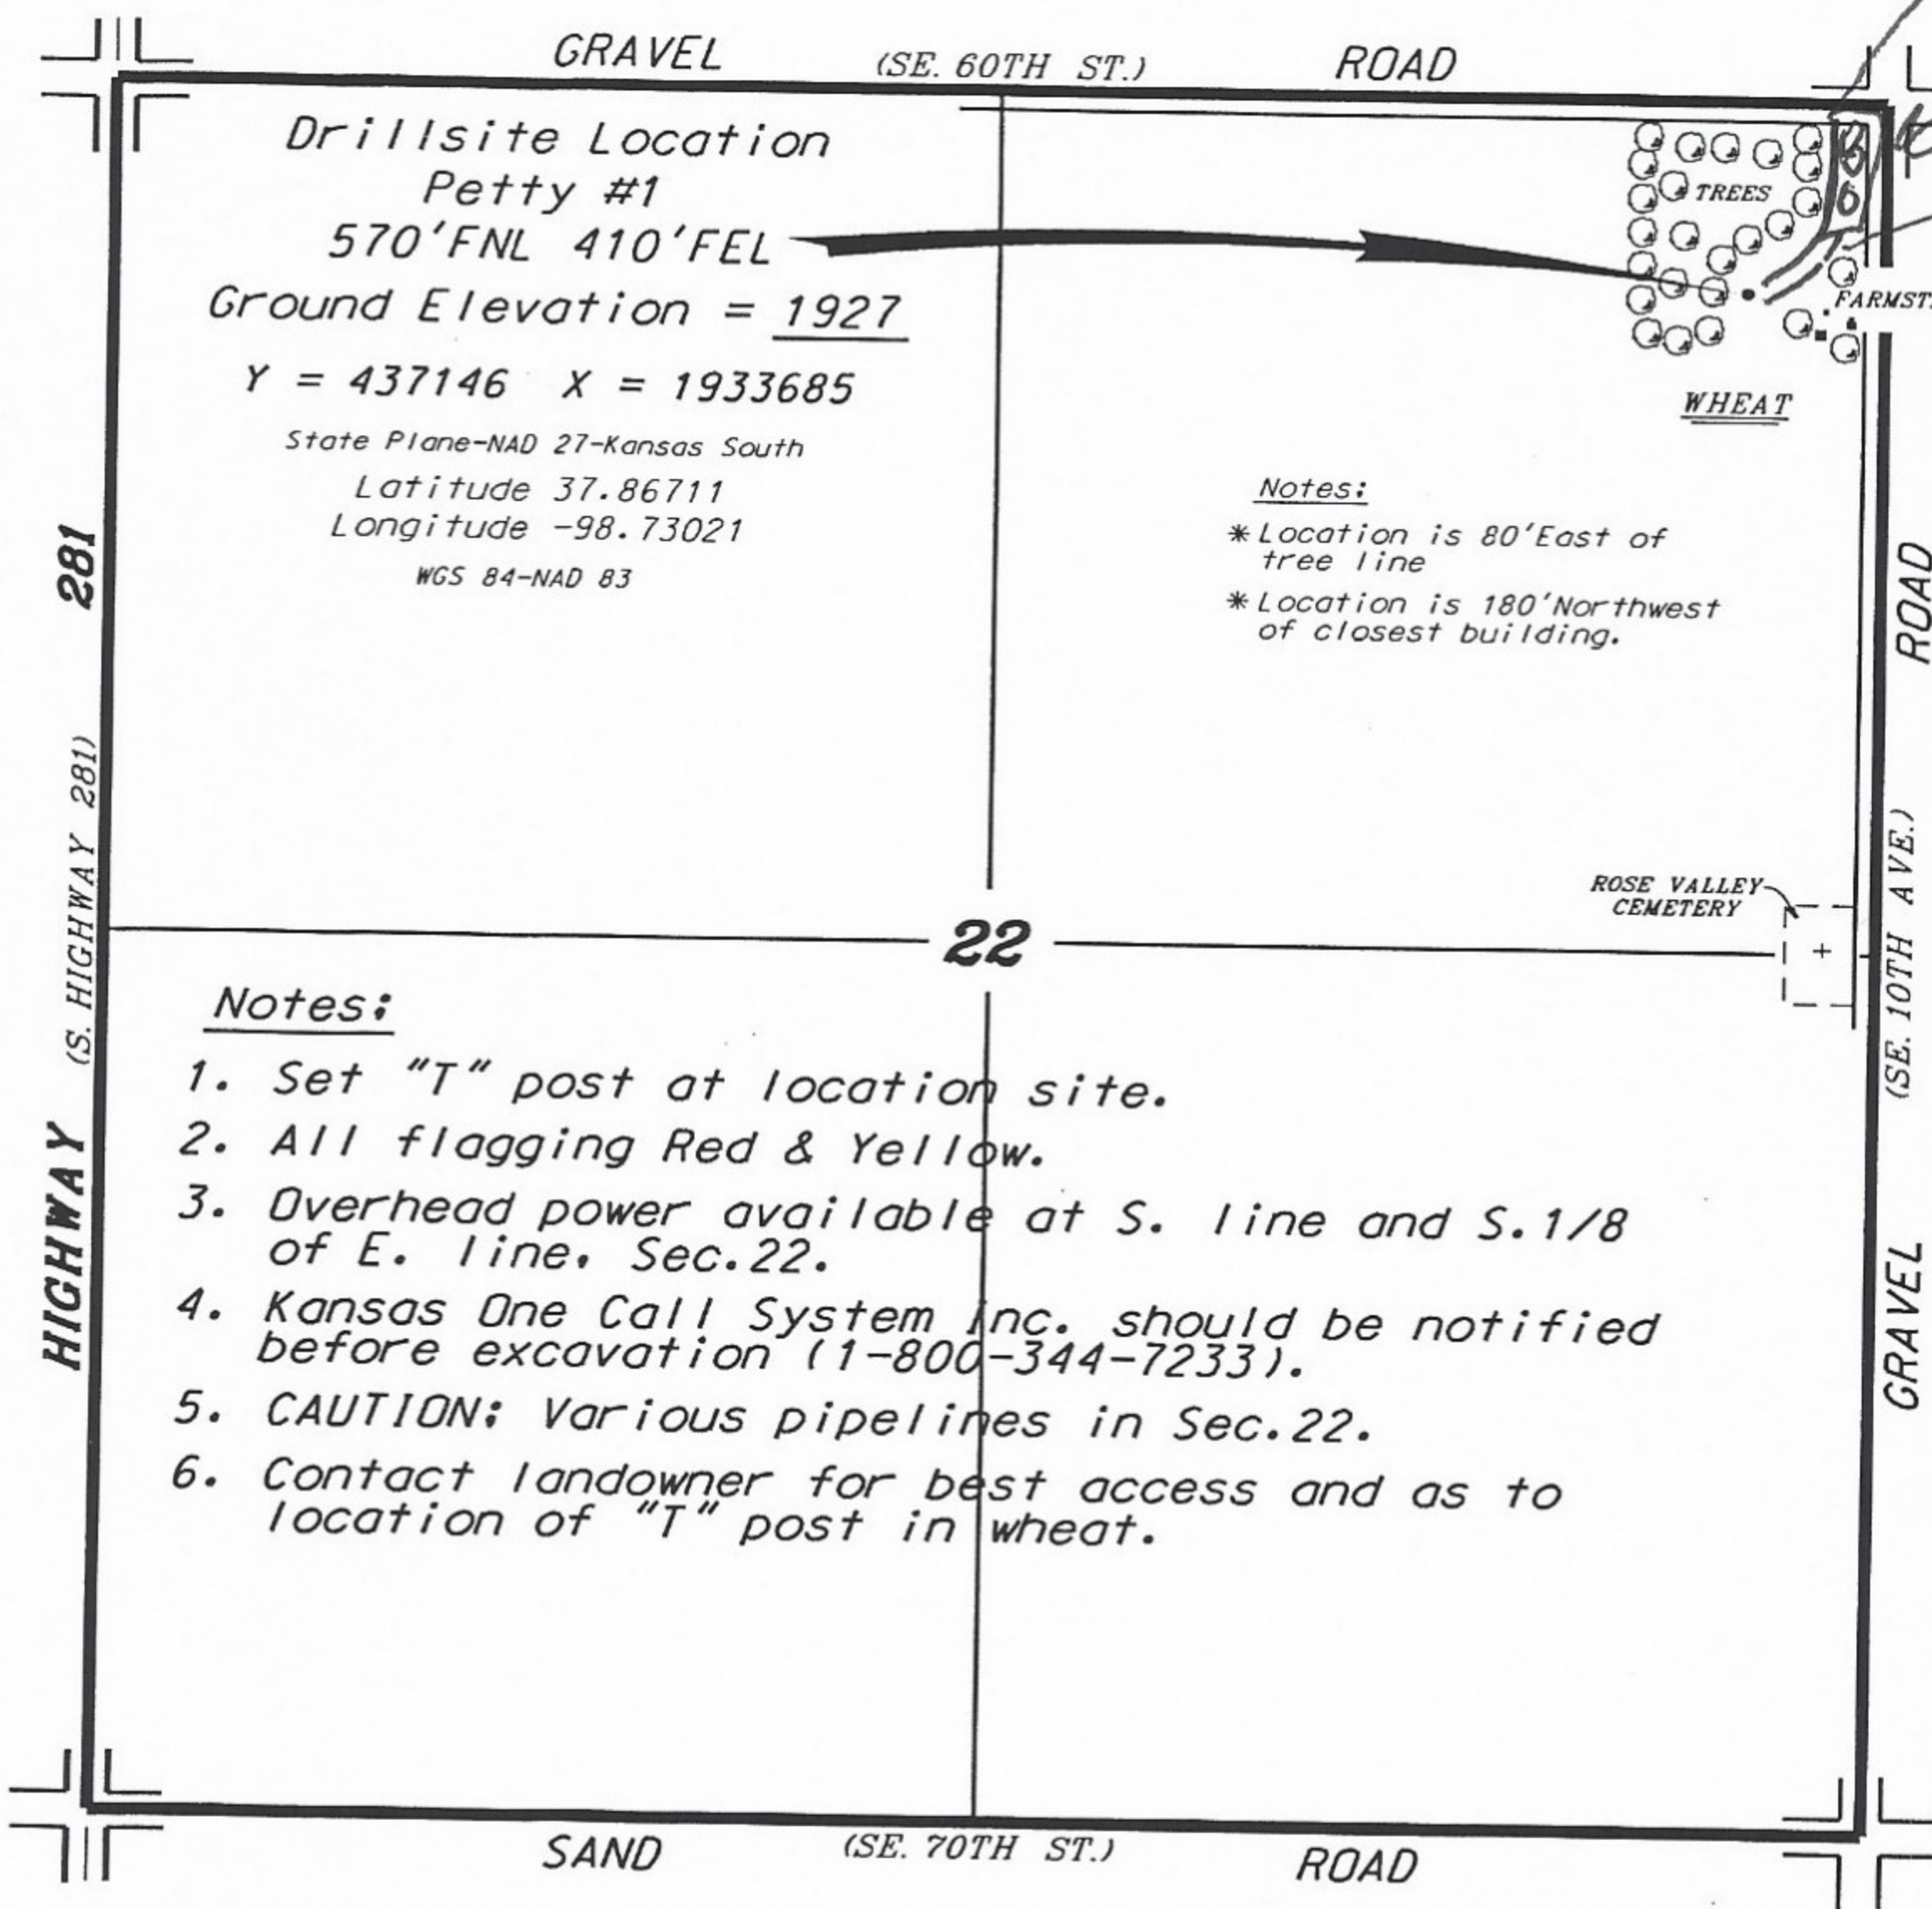 GRAVEL (SE. 60TH ST.) ROAD
Drillsite Location
Petty #1
570'FNL 410'FEL
Ground Elevation = 1927
Y = 437146 X = 1933685
State Plane-NAD 27-Kansas South
Latitude 37.86711
Longitude -98.73021
WGS 84-NAD 83
TREES
WHEAT
Notes:
* Location is 80'East of
tree line
* Location is 180'Northwest
of closest building.
HIGHWAY (S. HIGHWAY 281) 281
GRAVEL (SE. 10TH AVE.) ROAD
ROSE VALLEY
CEMETERY
22
Notes:
1. Set "T" post at location site.
2. All flagging Red & Yellow.
3. Overhead power available at S. line and S.1/8
of E. line, Sec.22.
4. Kansas One Call System Inc. should be notified
before excavation (1-800-344-7233).
5. CAUTION: Various pipelines in Sec.22.
6. Contact landowner for best access and as to
location of "T" post in wheat.
SAND (SE. 70TH ST.) ROAD